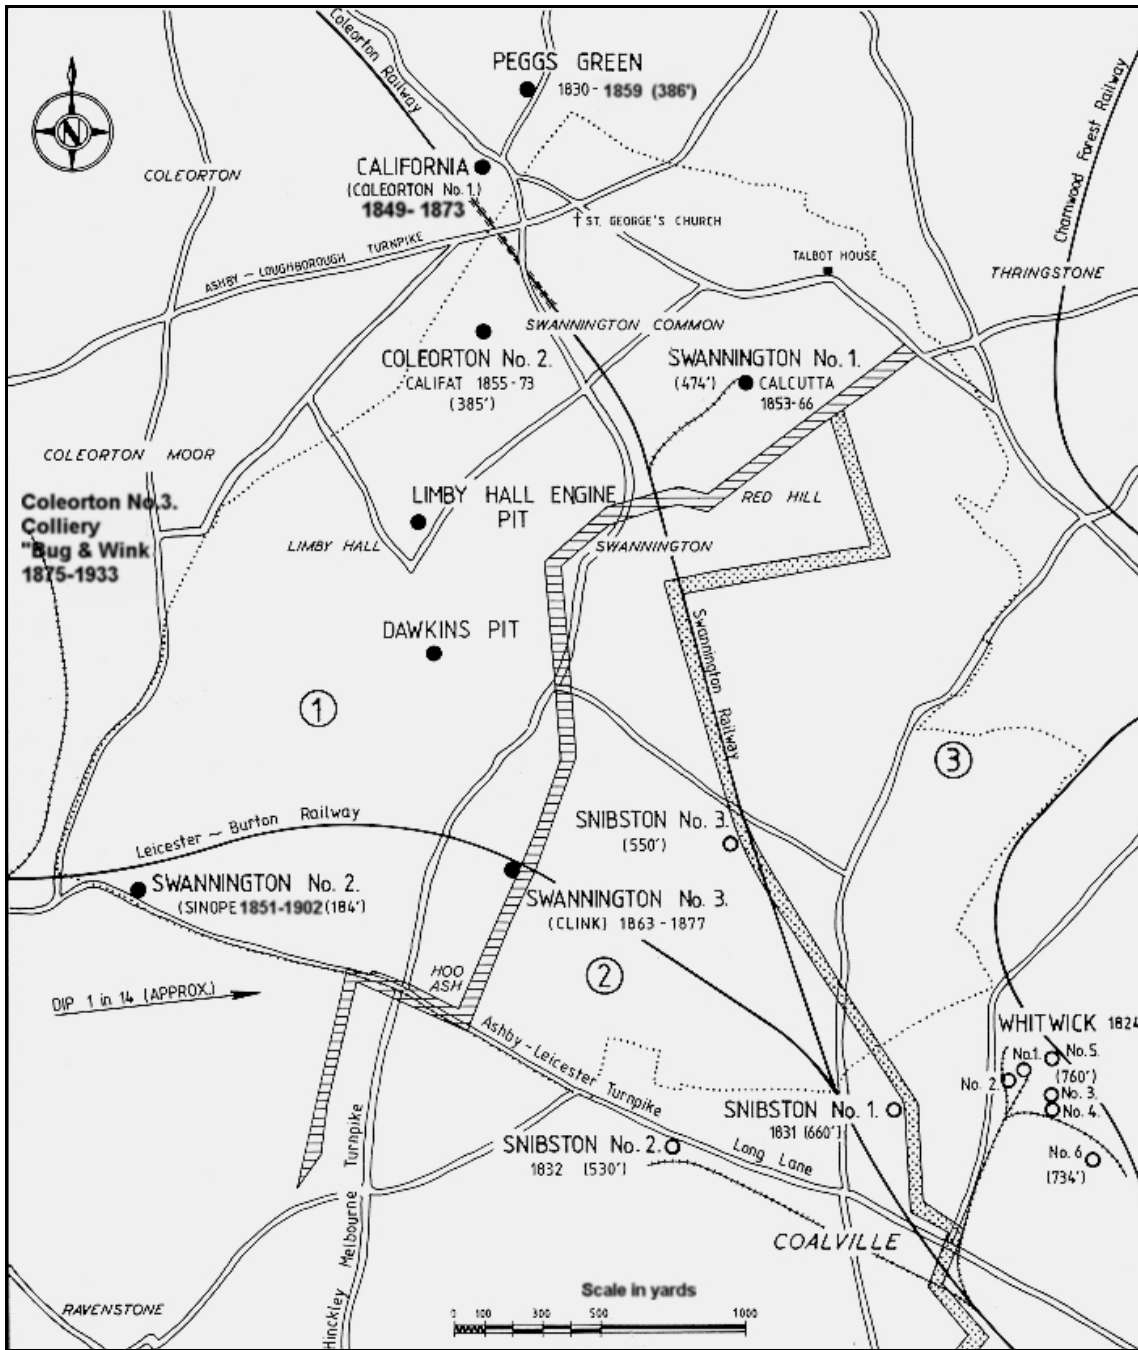 Coleorton Railway
PEGGS GREEN
1830 - 1859 (386')
N
COLEORTON
CALIFORNIA
(COLEORTON No. 1.)
1849- 1873
† ST. GEORGE'S CHURCH
Charnwood Forest Railway
ASHBY - LOUGHBOROUGH TURNPIKE
TALBOT HOUSE
THRINGSTONE
SWANNINGTON COMMON
COLEORTON No. 2.
CALIFAT 1855-73
(385')
SWANNINGTON No. 1.
(474') CALCUTTA
1853-66
COLEORTON MOOR
Coleorton No.3.
Colliery
"Bug & Wink
1875-1933
LIMBY HALL ENGINE
PIT
RED HILL
LIMBY HALL
SWANNINGTON
DAWKINS PIT
Swannington Railway
1
3
Leicester ~ Burton Railway
SNIBSTON No. 3.
(550')
SWANNINGTON No. 2.
(SINOPE 1851-1902 (184')
SWANNINGTON No. 3.
(CLINK) 1863 - 1877
HOO
ASH
2
DIP 1 in 14 (APPROX.)
Ashby - Leicester Turnpike
WHITWICK 1824
No.1.
No.5.
(760')
No. 2.
No. 3.
No. 4.
SNIBSTON No. 1.
1831 (660')
SNIBSTON No. 2.
1832 (530')
Long Lane
No. 6
(734')
Hinckley Melbourne Turnpike
COALVILLE
RAVENSTONE
Scale in yards
0 100 300 500 1000